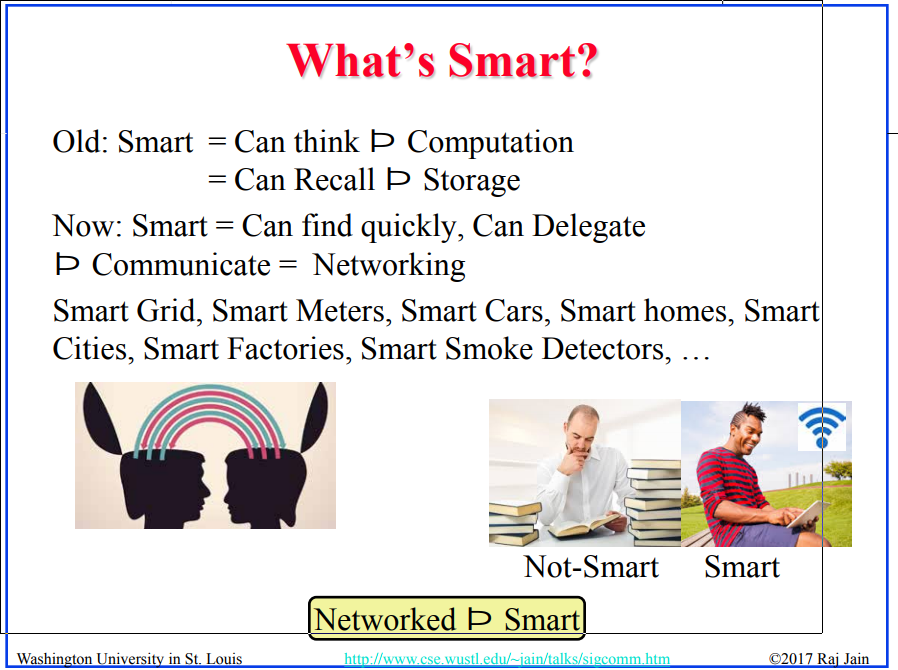 What's Smart?
Old: Smart = Can think Þ Computation
= Can Recall Þ Storage
Now: Smart = Can find quickly, Can Delegate
Þ Communicate = Networking
Smart Grid, Smart Meters, Smart Cars, Smart homes, Smart
Cities, Smart Factories, Smart Smoke Detectors, …
Not-Smart Smart
Networked Þ Smart
Washington University in St. Louis http://www.cse.wustl.edu/~jain/talks/sigcomm.htm ©2017 Raj Jain